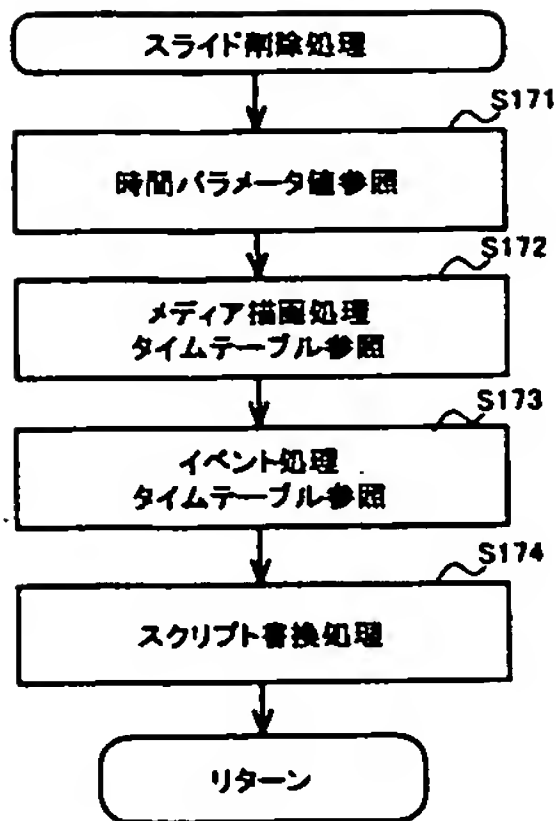 スライド削除処理
S171
時間パラメータ値参照
S172
メディア描画処理
タイムテーブル参照
S173
イベント処理
タイムテーブル参照
S174
スクリプト書換処理
リターン